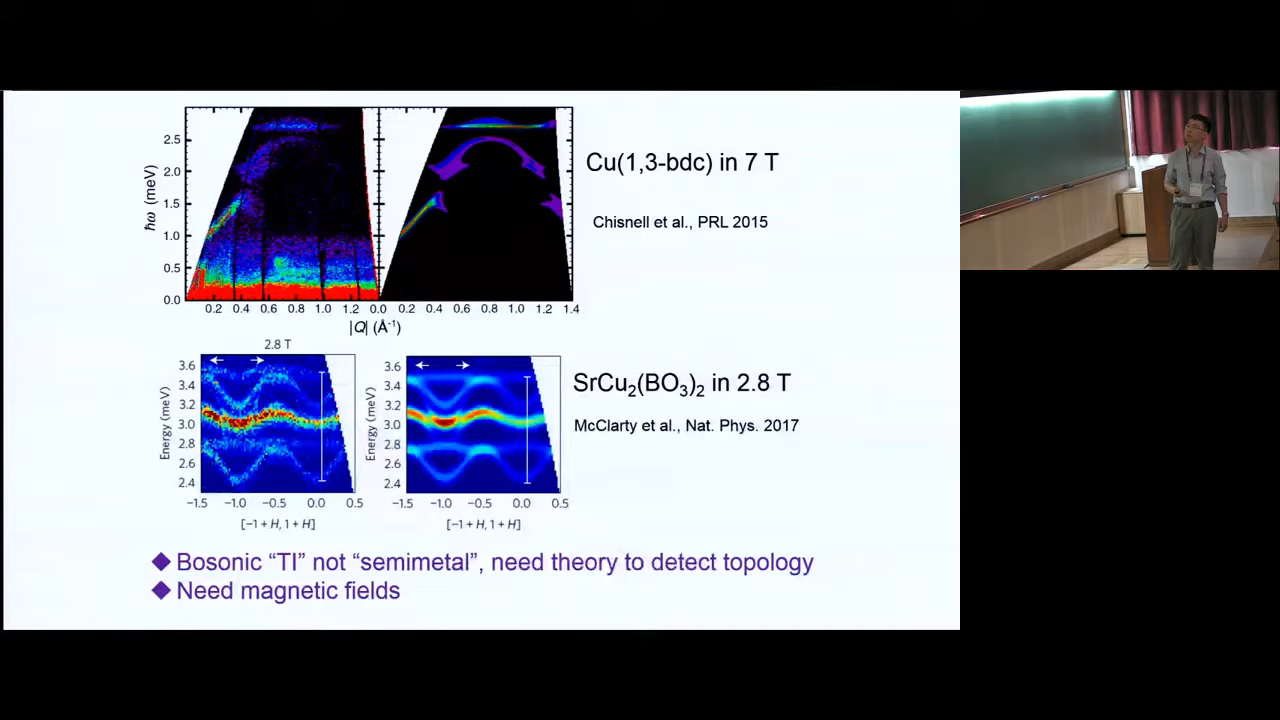 2.5
2.0
1.5
1.0
0.5
0.0
ħω (meV)
0.2 0.4 0.6 0.8 1.0 1.2 0.0 0.2 0.4 0.6 0.8 1.0 1.2 1.4
|Q| (Å⁻¹)
Cu(1,3-bdc) in 7 T
Chisnell et al., PRL 2015
2.8 T
3.6
3.4
3.2
3.0
2.8
2.6
2.4
Energy (meV)
−1.5 −1.0 −0.5 0.0 0.5
[−1 + H, 1 + H]
3.6
3.4
3.2
3.0
2.8
2.6
2.4
Energy (meV)
−1.5 −1.0 −0.5 0.0 0.5
[−1 + H, 1 + H]
SrCu₂(BO₃)₂ in 2.8 T
McClarty et al., Nat. Phys. 2017
◆ Bosonic “TI” not “semimetal”, need theory to detect topology
◆ Need magnetic fields